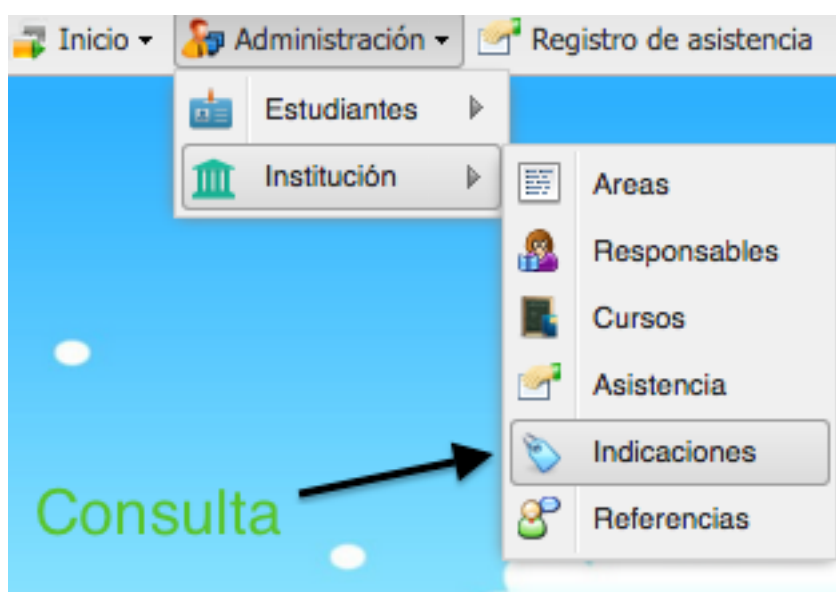 Inicio Administración Registro de asistencia
Estudiantes
Institución
Areas
Responsables
Cursos
Asistencia
Indicaciones
Referencias
Consulta